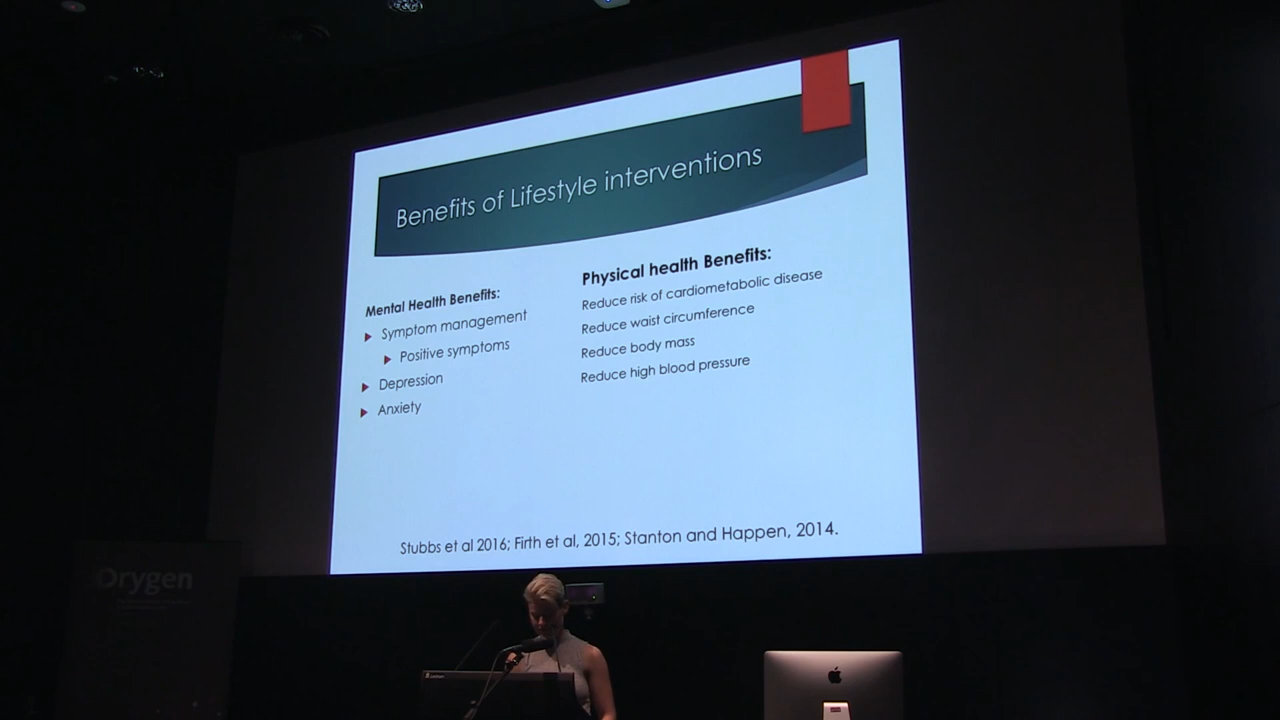 Benefits of Lifestyle interventions
Mental Health Benefits:
Symptom management
Positive symptoms
Depression
Anxiety
Physical health Benefits:
Reduce risk of cardiometabolic disease
Reduce waist circumference
Reduce body mass
Reduce high blood pressure
Stubbs et al 2016; Firth et al, 2015; Stanton and Happen, 2014.
Orygen